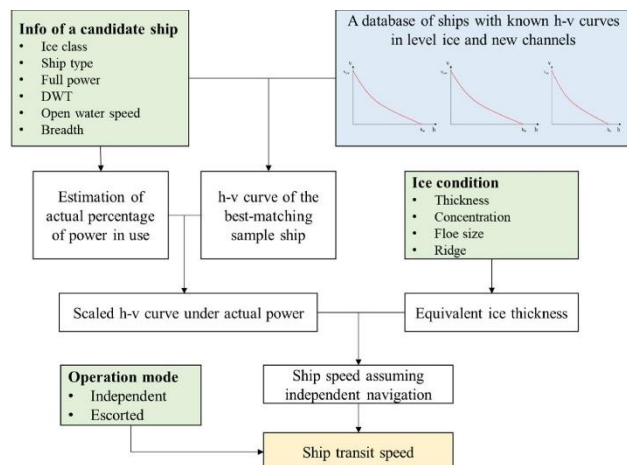 Info of a candidate ship
• Ice class
• Ship type
• Full power
• DWT
• Open water speed
• Breadth
A database of ships with known h-v curves
in level ice and new channels
Estimation of
actual percentage
of power in use
h-v curve of the
best-matching
sample ship
Ice condition
• Thickness
• Concentration
• Floe size
• Ridge
Scaled h-v curve under actual power
Equivalent ice thickness
Operation mode
• Independent
• Escorted
Ship speed assuming
independent navigation
Ship transit speed